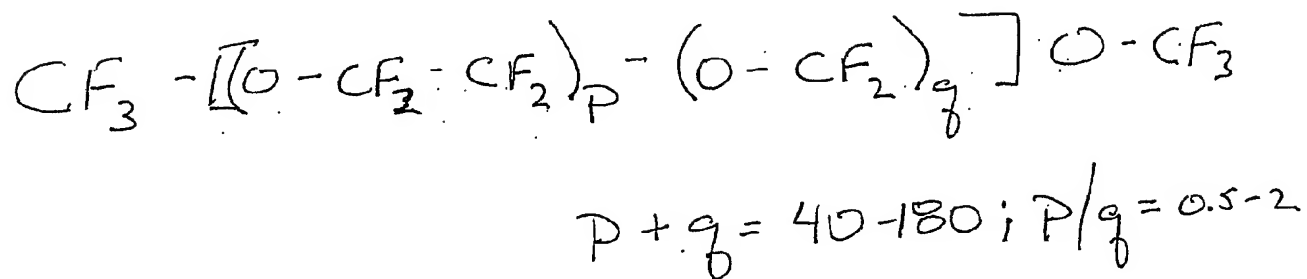 CF₃ -[(O-CF₂-CF₂)p-(O-CF₂)q] O-CF₃
p+q = 40-180; p/q = 0.5-2